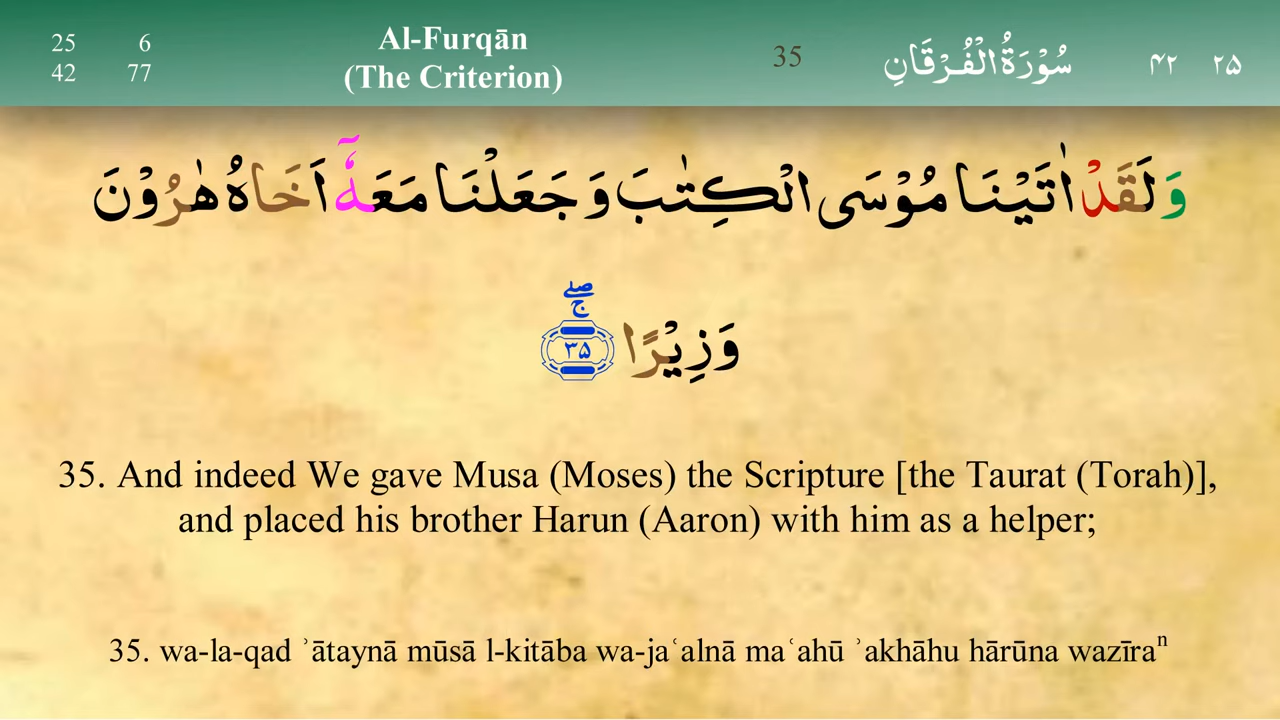 25 6 Al-Furqān 35 سُوْرَةُ الْفُرْقَانِ ۴۲ ۲۵
42 77 (The Criterion)
وَلَقَدْ اٰتَيْنَا مُوْسَى الْكِتٰبَ وَجَعَلْنَا مَعَهٗۤ اَخَاهُ هٰرُوْنَ
وَزِيْرًا ۖۚ ۳۵
35. And indeed We gave Musa (Moses) the Scripture [the Taurat (Torah)],
and placed his brother Harun (Aaron) with him as a helper;
35. wa-la-qad ʾātaynā mūsā l-kitāba wa-jaʿalnā maʿahū ʾakhāhu hārūna wazīraⁿ